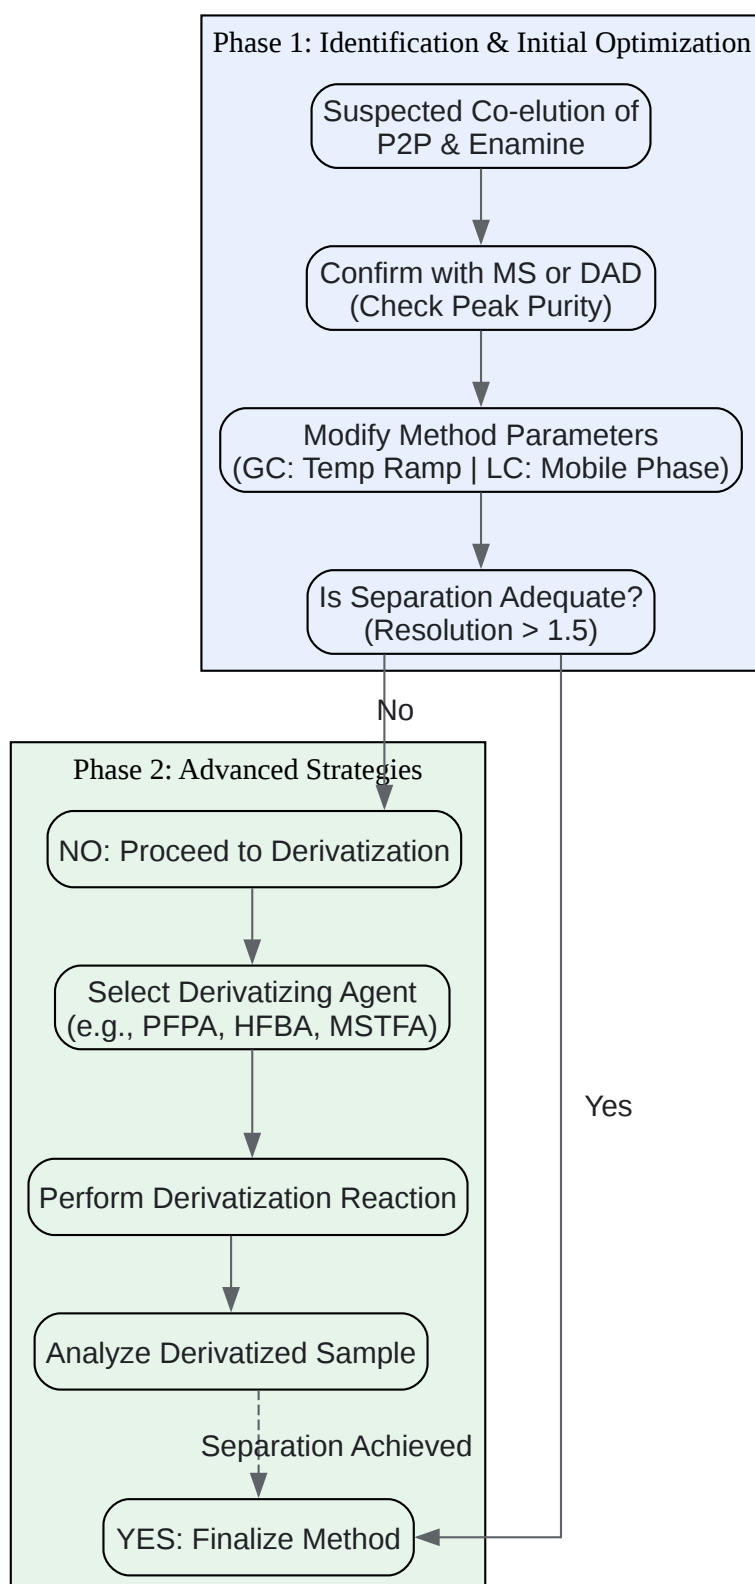 Phase 1: Identification & Initial Optimization
Suspected Co-elution of
P2P & Enamine
Confirm with MS or DAD
(Check Peak Purity)
Modify Method Parameters
(GC: Temp Ramp | LC: Mobile Phase)
Is Separation Adequate?
(Resolution > 1.5)
No
Phase 2: Advanced Strategies
NO: Proceed to Derivatization
Select Derivatizing Agent
(e.g., PFPA, HFBA, MSTFA)
Yes
Perform Derivatization Reaction
Analyze Derivatized Sample
Separation Achieved
YES: Finalize Method